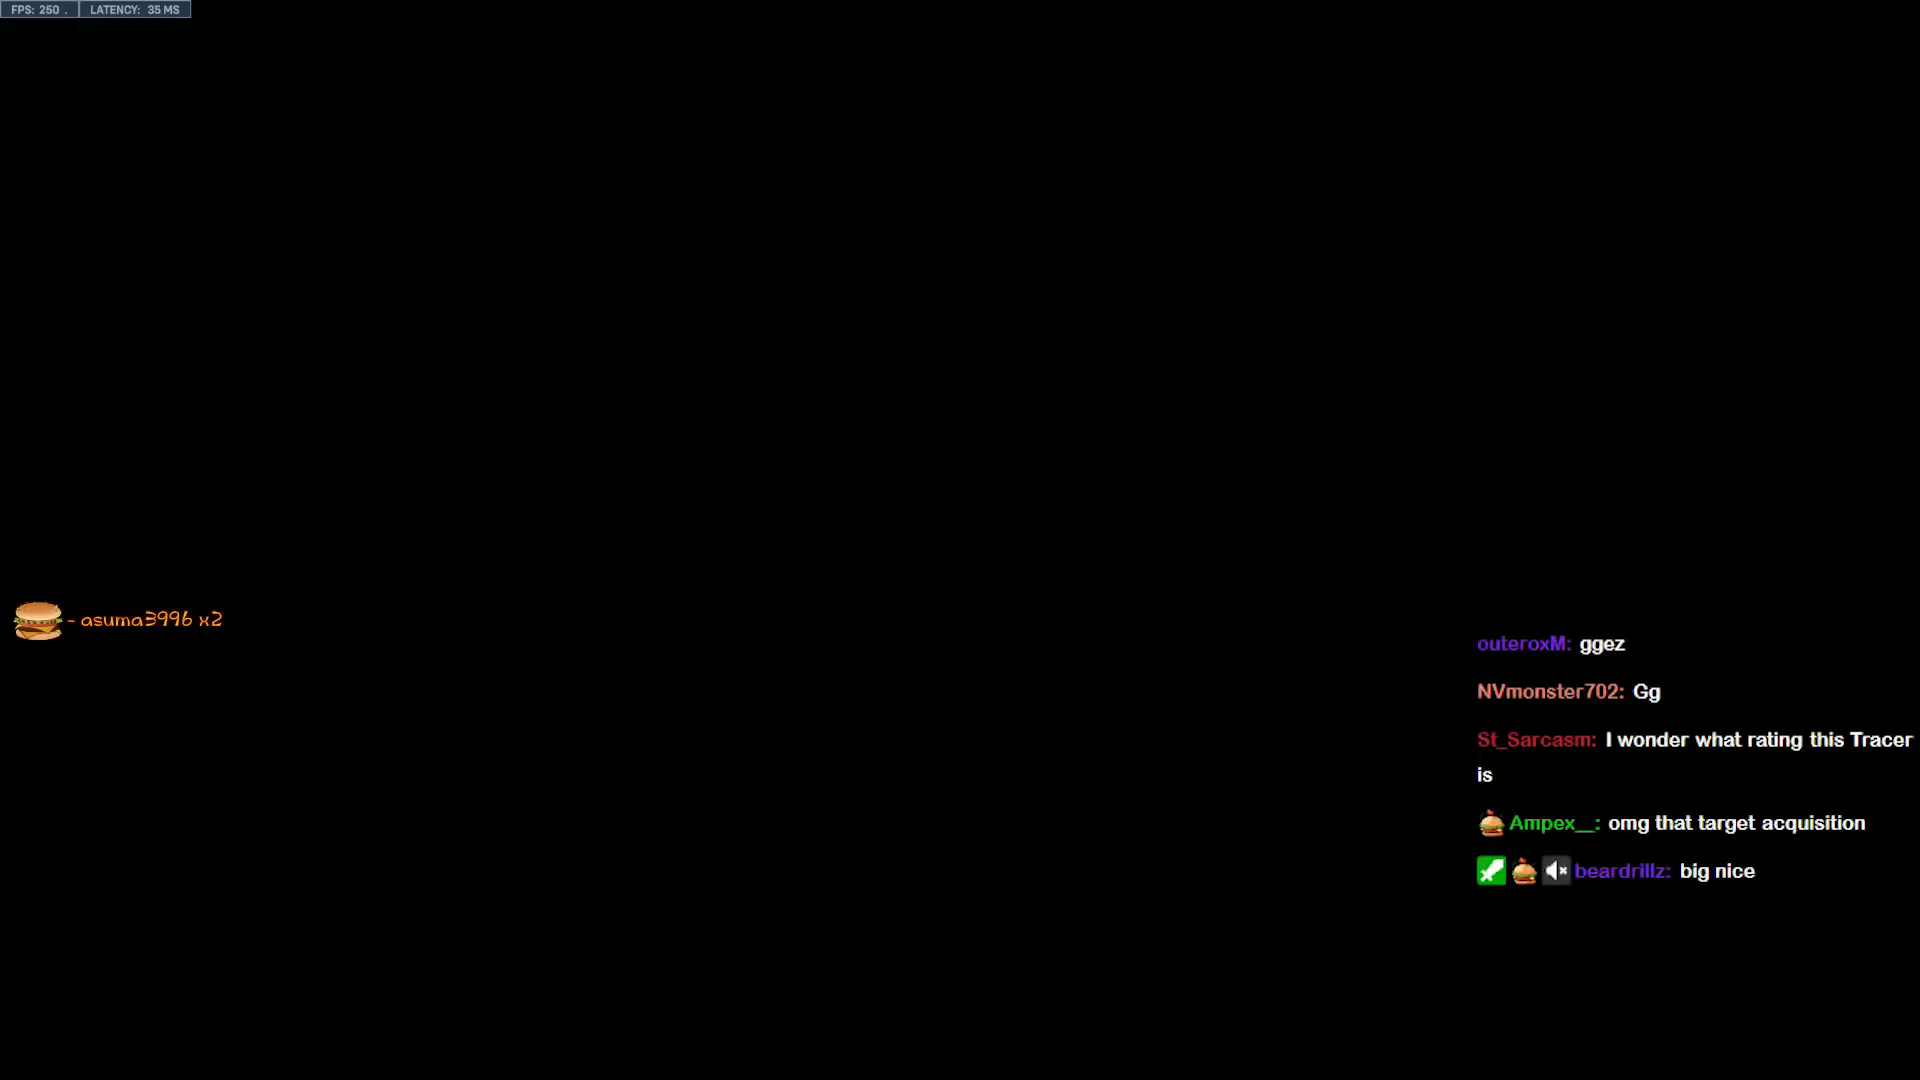 FPS: 250 . LATENCY: 35 MS
- asuma3996 x2
outeroxM: ggez
NVmonster702: Gg
St_Sarcasm: I wonder what rating this Tracer
is
Ampex__: omg that target acquisition
beardrillz: big nice